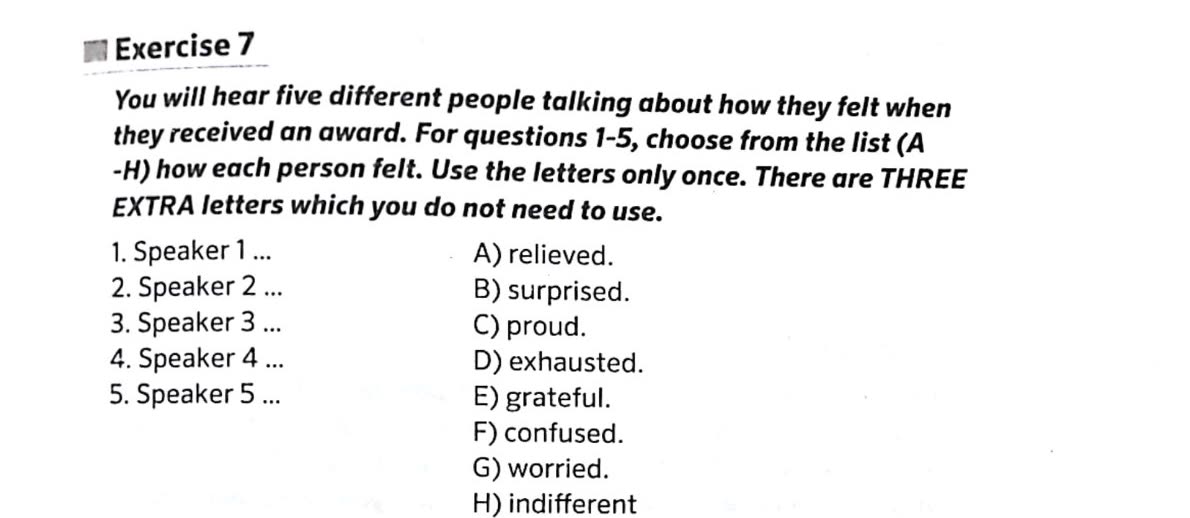 Exercise 7
You will hear five different people talking about how they felt when
they received an award. For questions 1-5, choose from the list (A
-H) how each person felt. Use the letters only once. There are THREE
EXTRA letters which you do not need to use.
1. Speaker 1 ...
2. Speaker 2 ...
3. Speaker 3 ...
4. Speaker 4 ...
5. Speaker 5 ...
A) relieved.
B) surprised.
C) proud.
D) exhausted.
E) grateful.
F) confused.
G) worried.
H) indifferent